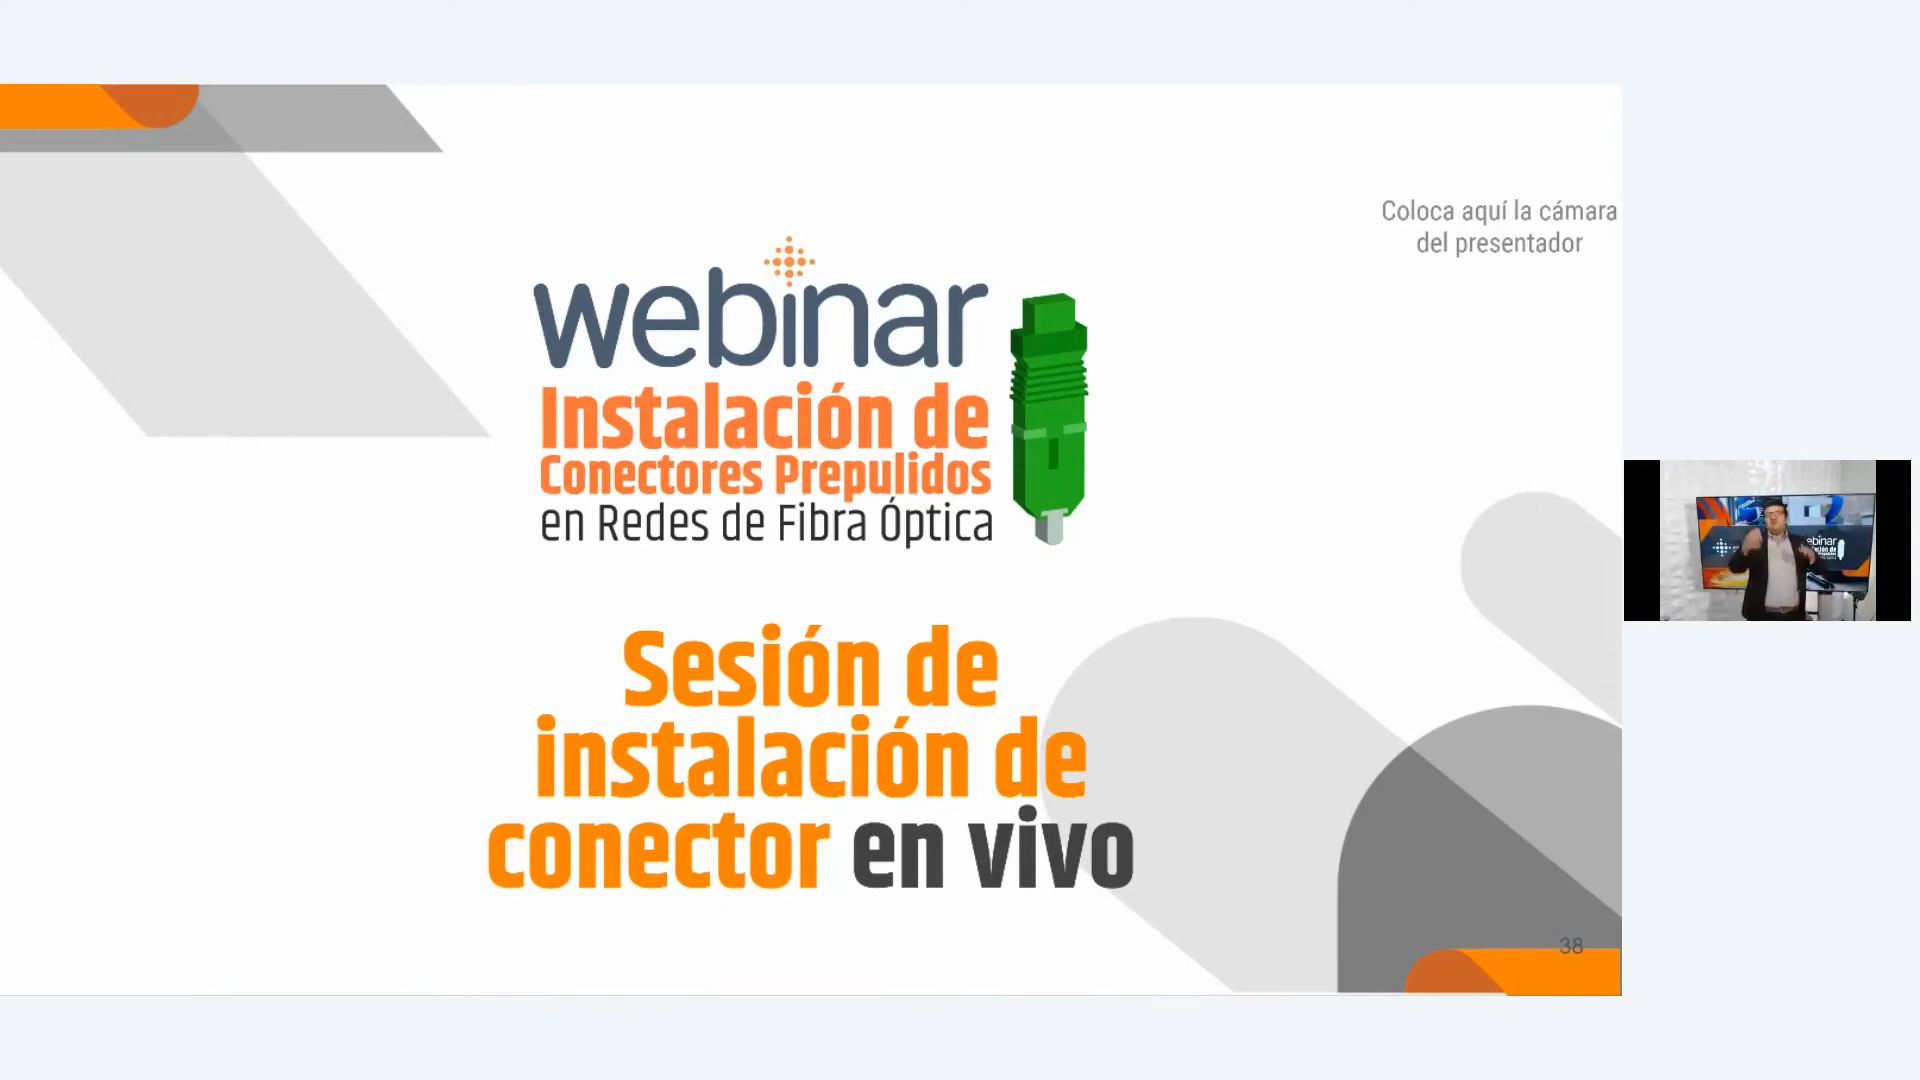 Coloca aquí la cámara
del presentador
webinar
Instalación de
Conectores Prepulidos
en Redes de Fibra Óptica
Sesión de
instalación de
conector en vivo
38